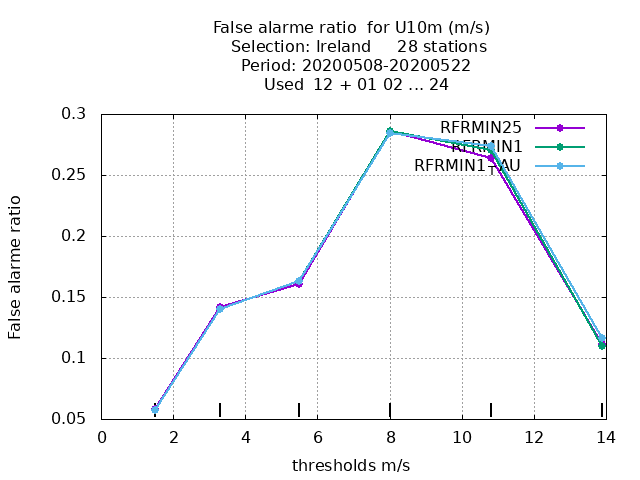 False alarme ratio  for U10m (m/s)
Selection: Ireland     28 stations
Period: 20200508-20200522
Used  12 + 01 02 ... 24
0.3
0.25
0.2
0.15
0.1
0.05
False alarme ratio
RFRMIN25
RFRMIN1
RFRMIN1+AU
0 2 4 6 8 10 12 14
thresholds m/s